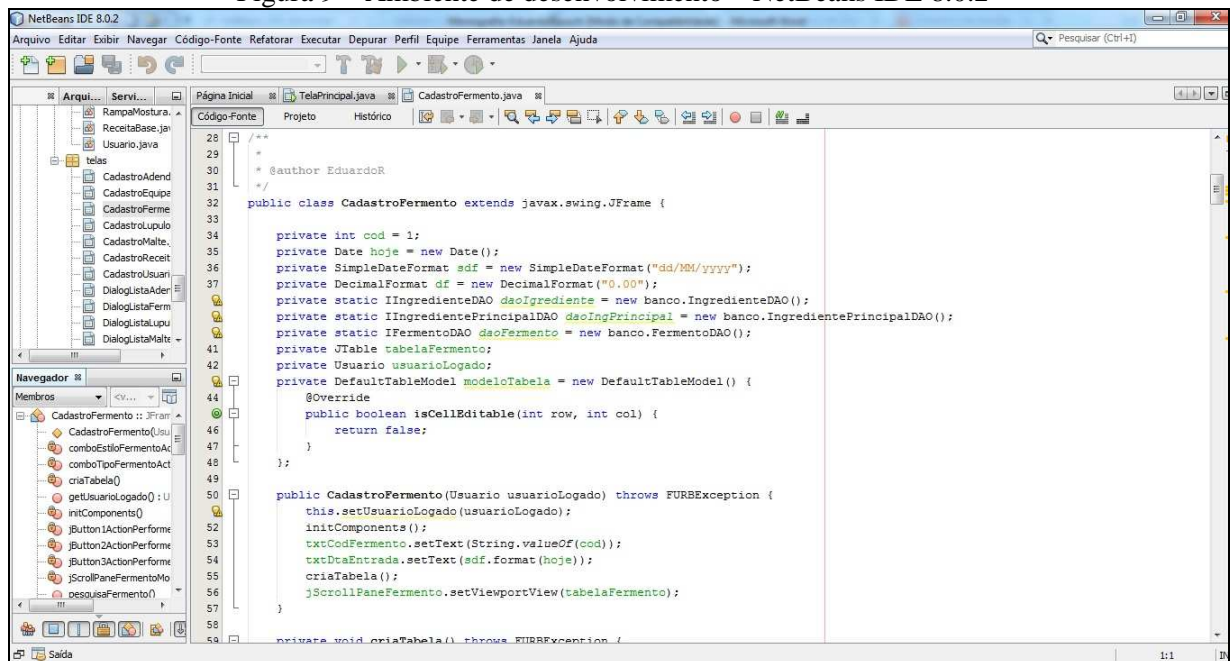 Figura 9 – Ambiente de desenvolvimento – NetBeans IDE 8.0.2
NetBeans IDE 8.0.2
Arquivo Editar Exibir Navegar Código-Fonte Refatorar Executar Depurar Perfil Equipe Ferramentas Janela Ajuda
Pesquisar (Ctrl+I)
Arqui... Servi...
Página Inicial TelaPrincipal.java CadastroFermento.java
Código-Fonte Projeto Histórico
RampaMostura.
ReceitaBase.jav
Usuario.java
telas
CadastroAdend
CadastroEquipa
CadastroFerme
CadastroLupulo
CadastroMalte.
CadastroReceit
CadastroUsuari
DialogListaAder
DialogListaFerm
DialogListaLupu
DialogListaMalte
Navegador
Membros <v...
CadastroFermento :: JFram
CadastroFermento(Usu
comboEstiloFermentoAc
comboTipoFermentoAct
criaTabela()
getUsuarioLogado() : U
initComponents()
jButton1ActionPerforme
jButton2ActionPerforme
jButton3ActionPerforme
jScrollPaneFermentoMo
pesquisaFermento()
28 /**
29 *
30 * @author EduardoR
31 */
32 public class CadastroFermento extends javax.swing.JFrame {
33
34 private int cod = 1;
35 private Date hoje = new Date();
36 private SimpleDateFormat sdf = new SimpleDateFormat("dd/MM/yyyy");
37 private DecimalFormat df = new DecimalFormat("0.00");
private static IIngredienteDAO daoIgrediente = new banco.IngredienteDAO();
private static IIngredientePrincipalDAO daoIngPrincipal = new banco.IngredientePrincipalDAO();
private static IFermentoDAO daoFermento = new banco.FermentoDAO();
41 private JTable tabelaFermento;
42 private Usuario usuarioLogado;
private DefaultTableModel modeloTabela = new DefaultTableModel() {
44 @Override
public boolean isCellEditable(int row, int col) {
46 return false;
47 }
48 };
49
50 public CadastroFermento(Usuario usuarioLogado) throws FURBException {
this.setUsuarioLogado(usuarioLogado);
52 initComponents();
53 txtCodFermento.setText(String.valueOf(cod));
54 txtDtaEntrada.setText(sdf.format(hoje));
55 criaTabela();
56 jScrollPaneFermento.setViewportView(tabelaFermento);
57 }
58
59 private void criaTabela() throws FURBException {
Saída
1:1